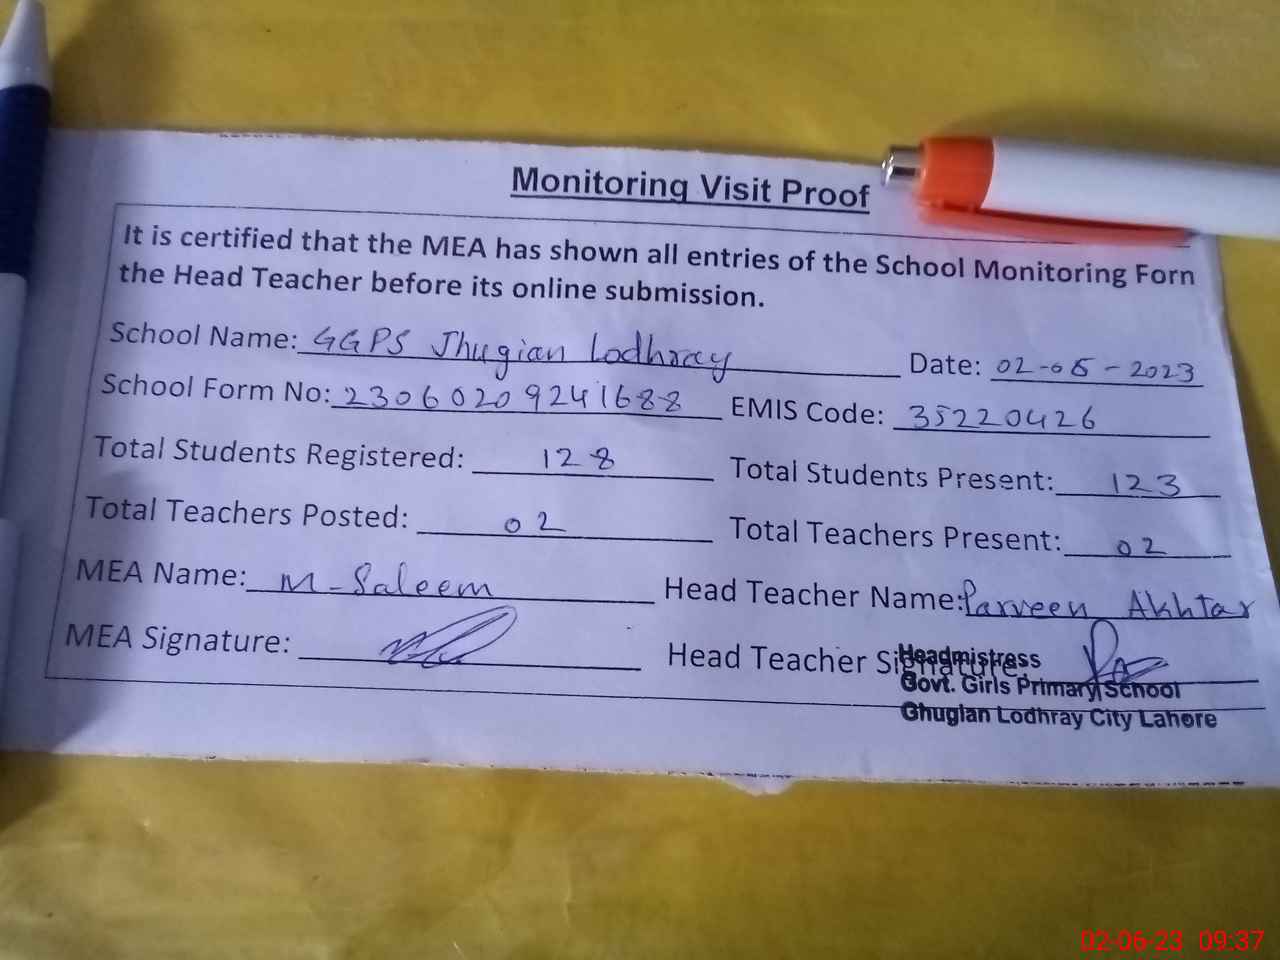 Monitoring Visit Proof
It is certified that the MEA has shown all entries of the School Monitoring Forn
the Head Teacher before its online submission.
School Name: GGPS Jhugian Lodhray Date: 02-06-2023
School Form No: 23060209241688 EMIS Code: 35220426
Total Students Registered: 128 Total Students Present: 123
Total Teachers Posted: 02 Total Teachers Present: 02
MEA Name: M-Saleem Head Teacher Name: Parveen Akhtar
MEA Signature: Head Teacher Signature:
Headmistress
Govt. Girls Primary School
Ghugian Lodhray City Lahore
02-06-23 09:37